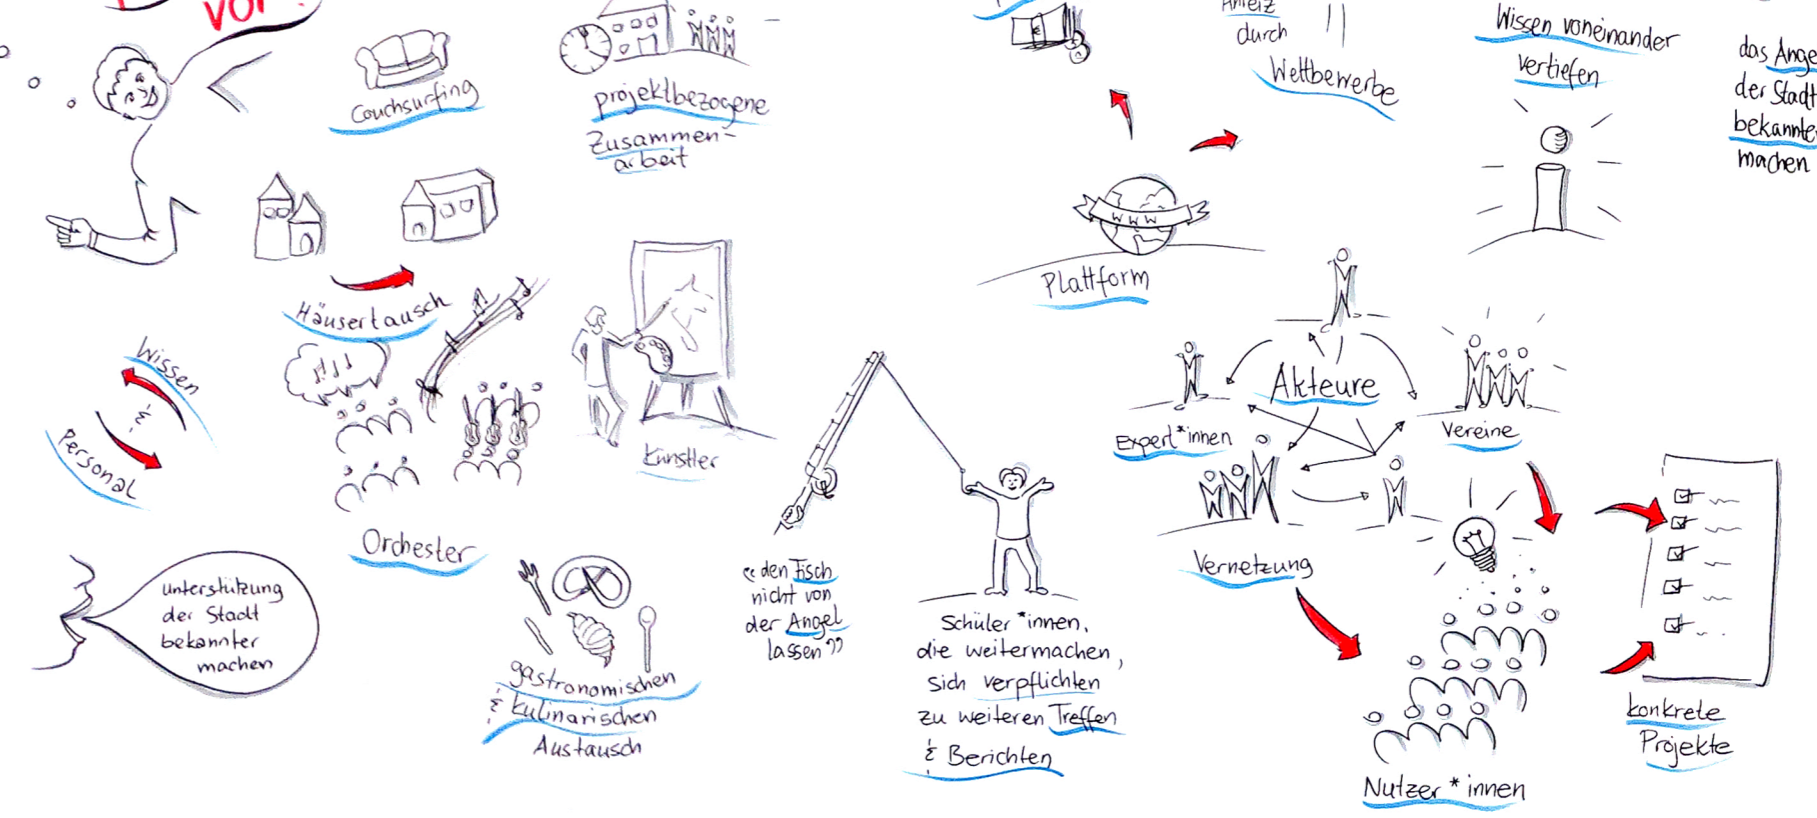 VOR!
Couchsurfing
projektbezogene
Zusammen-
arbeit
Häusertausch
Wissen
&
Personal
Künstler
Orchester
unterstützung
der Stadt
bekannter
machen
gastronomischen
& kulinarischen
Austausch
"den Fisch
nicht von
der Angel
lassen"
Schüler*innen,
die weitermachen,
sich verpflichten
zu weiteren Treffen
& Berichten
€
Anreiz
durch
Wettbewerbe
www
Plattform
Wissen voneinander
vertiefen
das Ange
der Stadt
bekannte
machen
Akteure
Expert*innen
Vereine
Vernetzung
Nutzer*innen
konkrete
Projekte